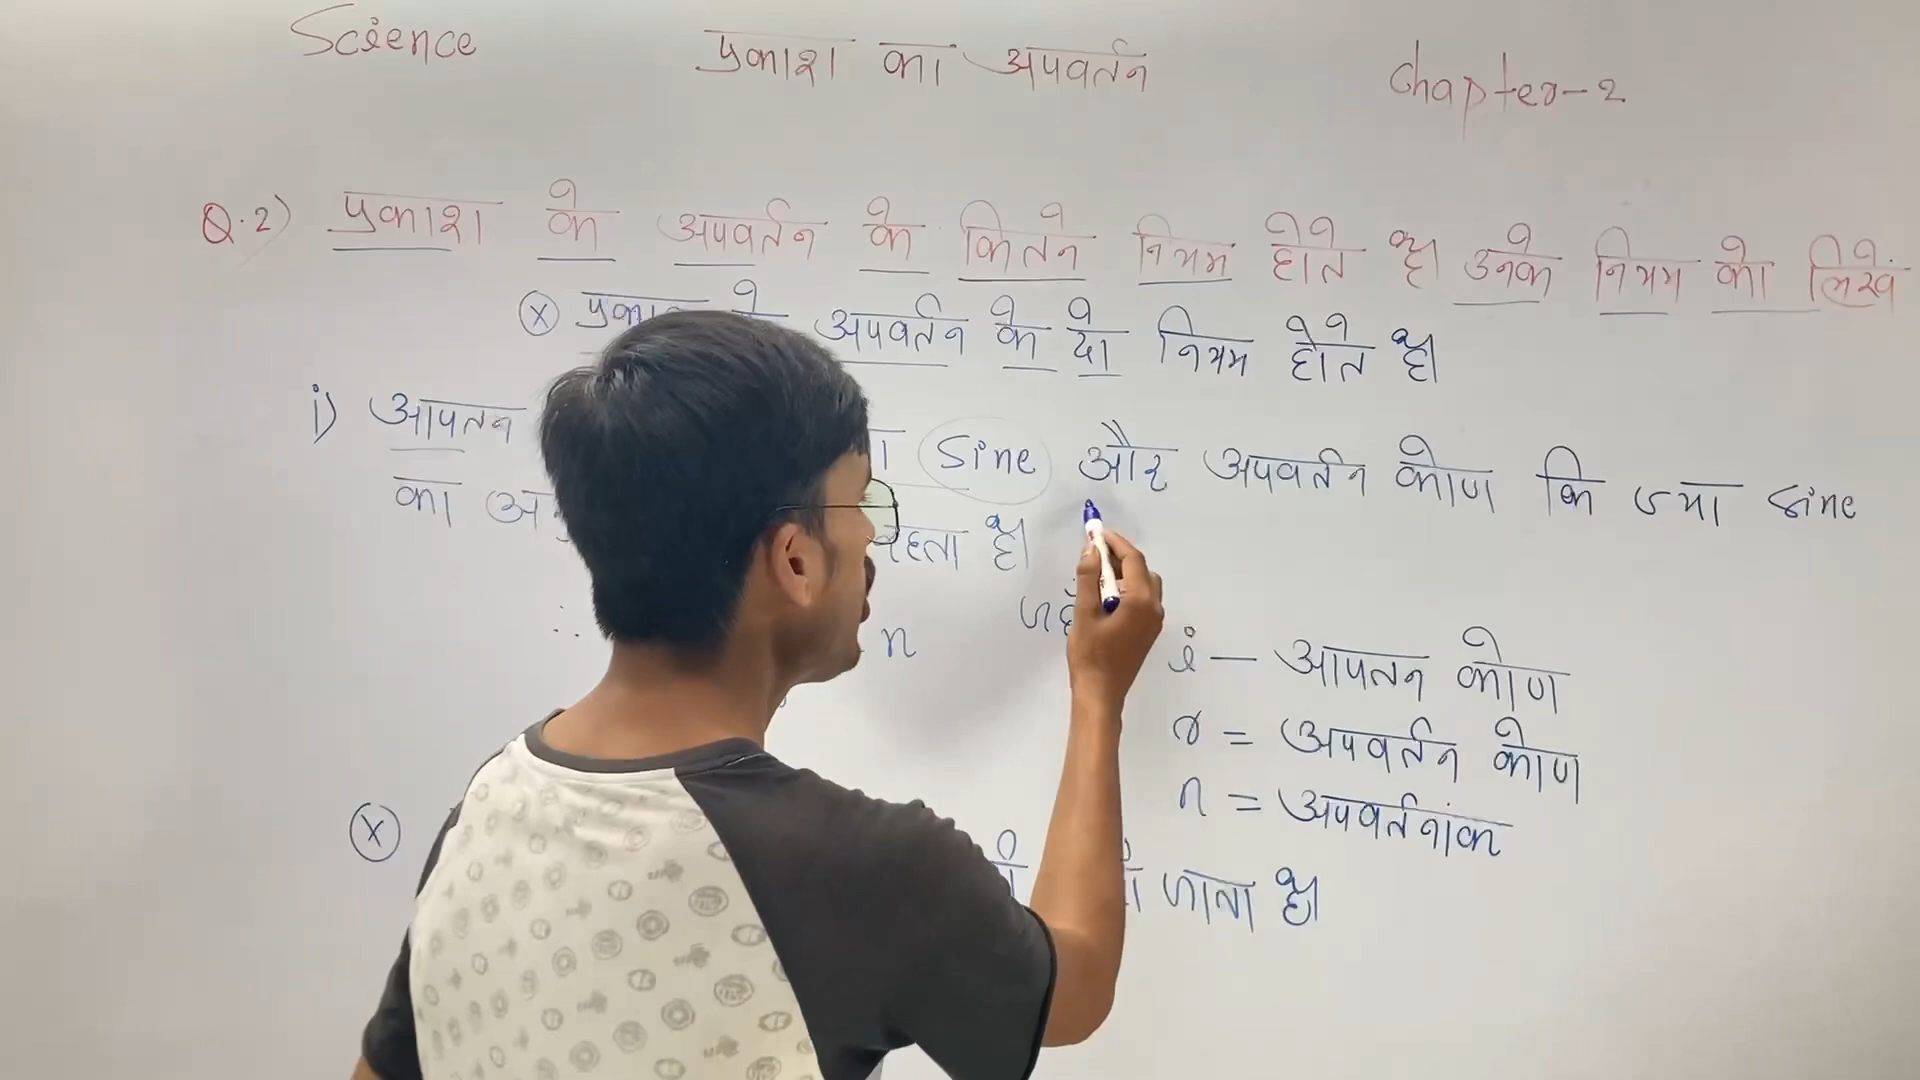 Science प्रकाश का अपवर्तन Chapter-2
Q.2) प्रकाश के अपवर्तन के कितने नियम होते है। उनके नियम को लिखे
(x) के अपवर्तन के दो नियम होते है।
i) आपतन Sine और अपवर्तन कोण कि ज्या Sine
का रहता है।
∴ n
i — आपतन कोण
r = अपवर्तन कोण
n = अपवर्तनांक
(x) जाता है।